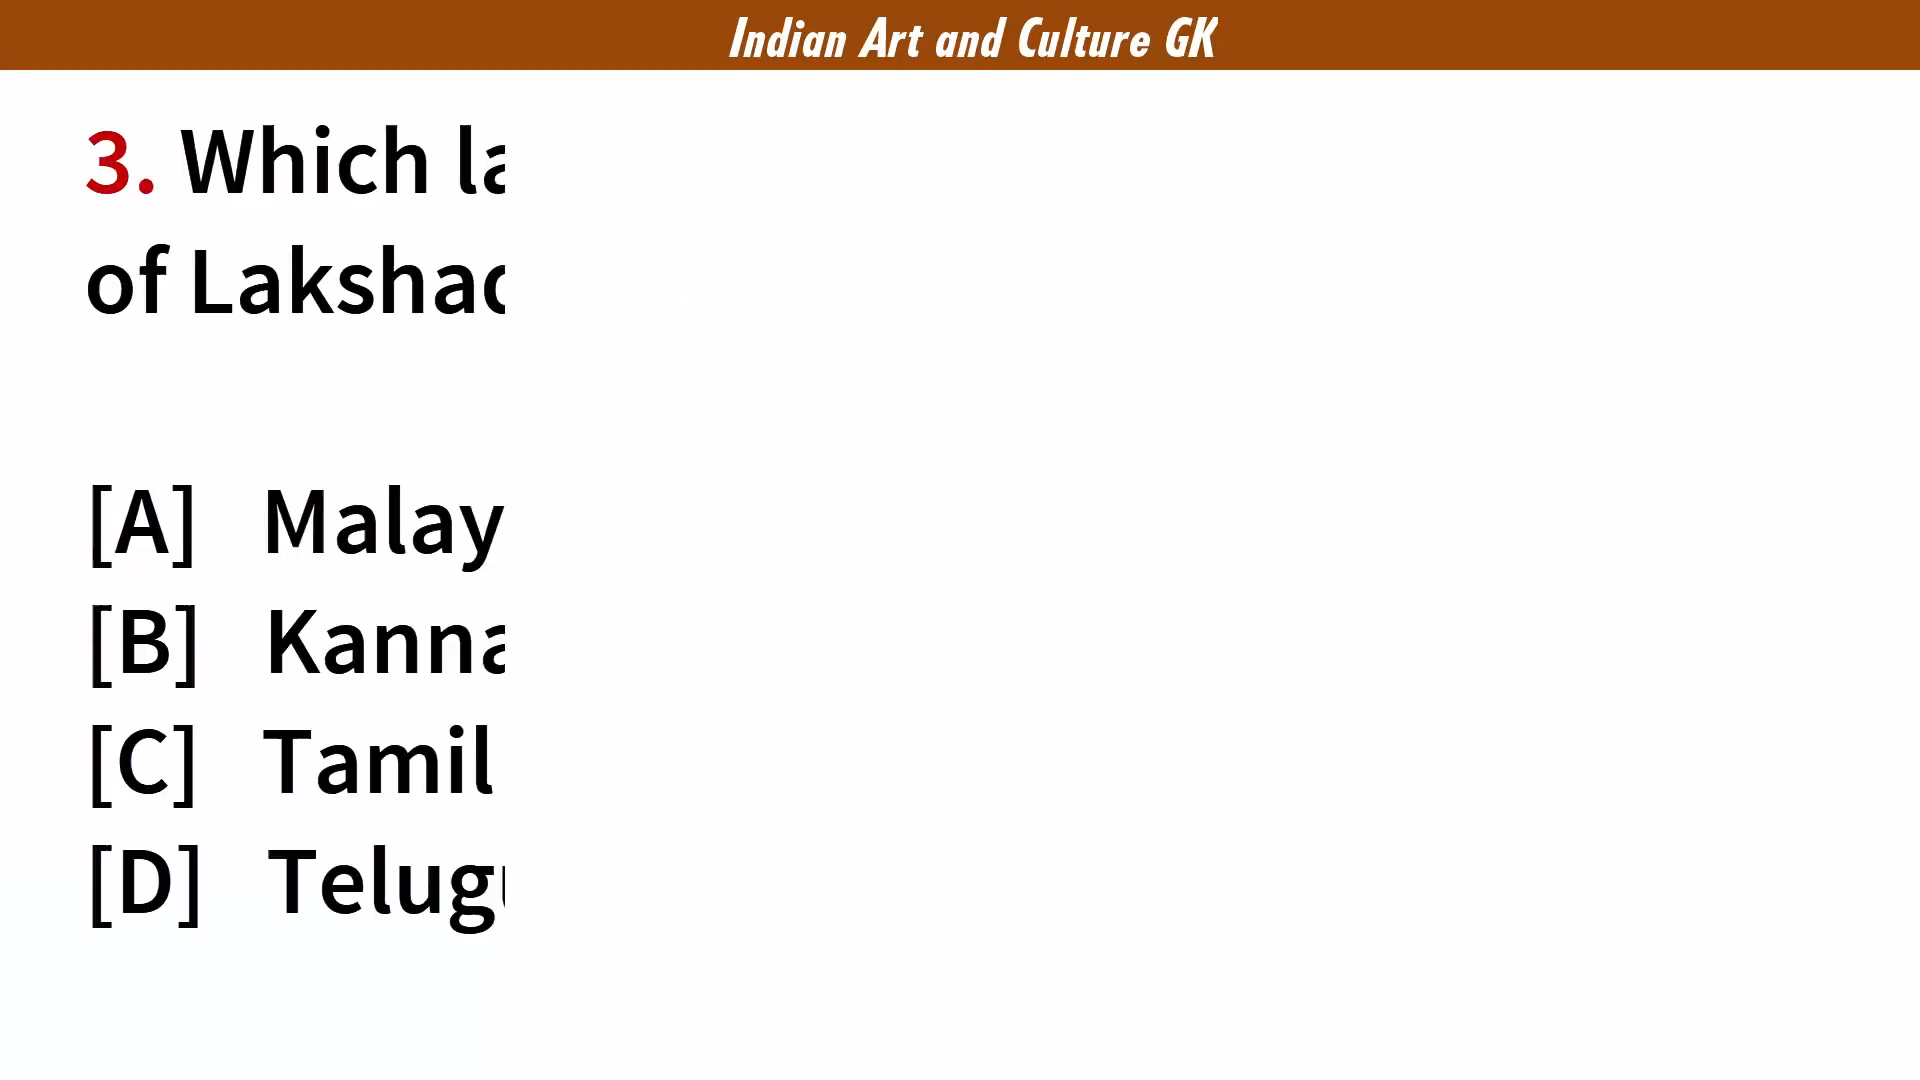 Indian Art and Culture GK
3. Which la
of Lakshad
[A] Malay
[B] Kanna
[C] Tamil
[D] Telugu